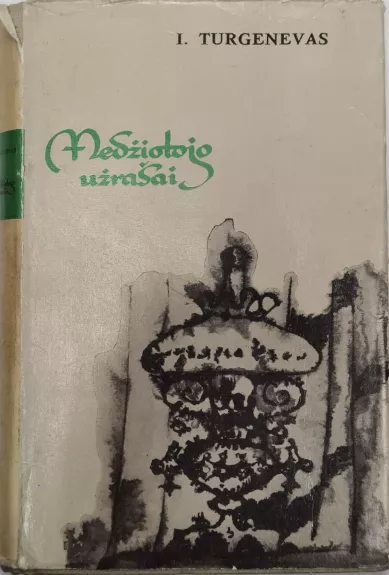 I. TURGENEVAS
Medžiotojo
užrašai